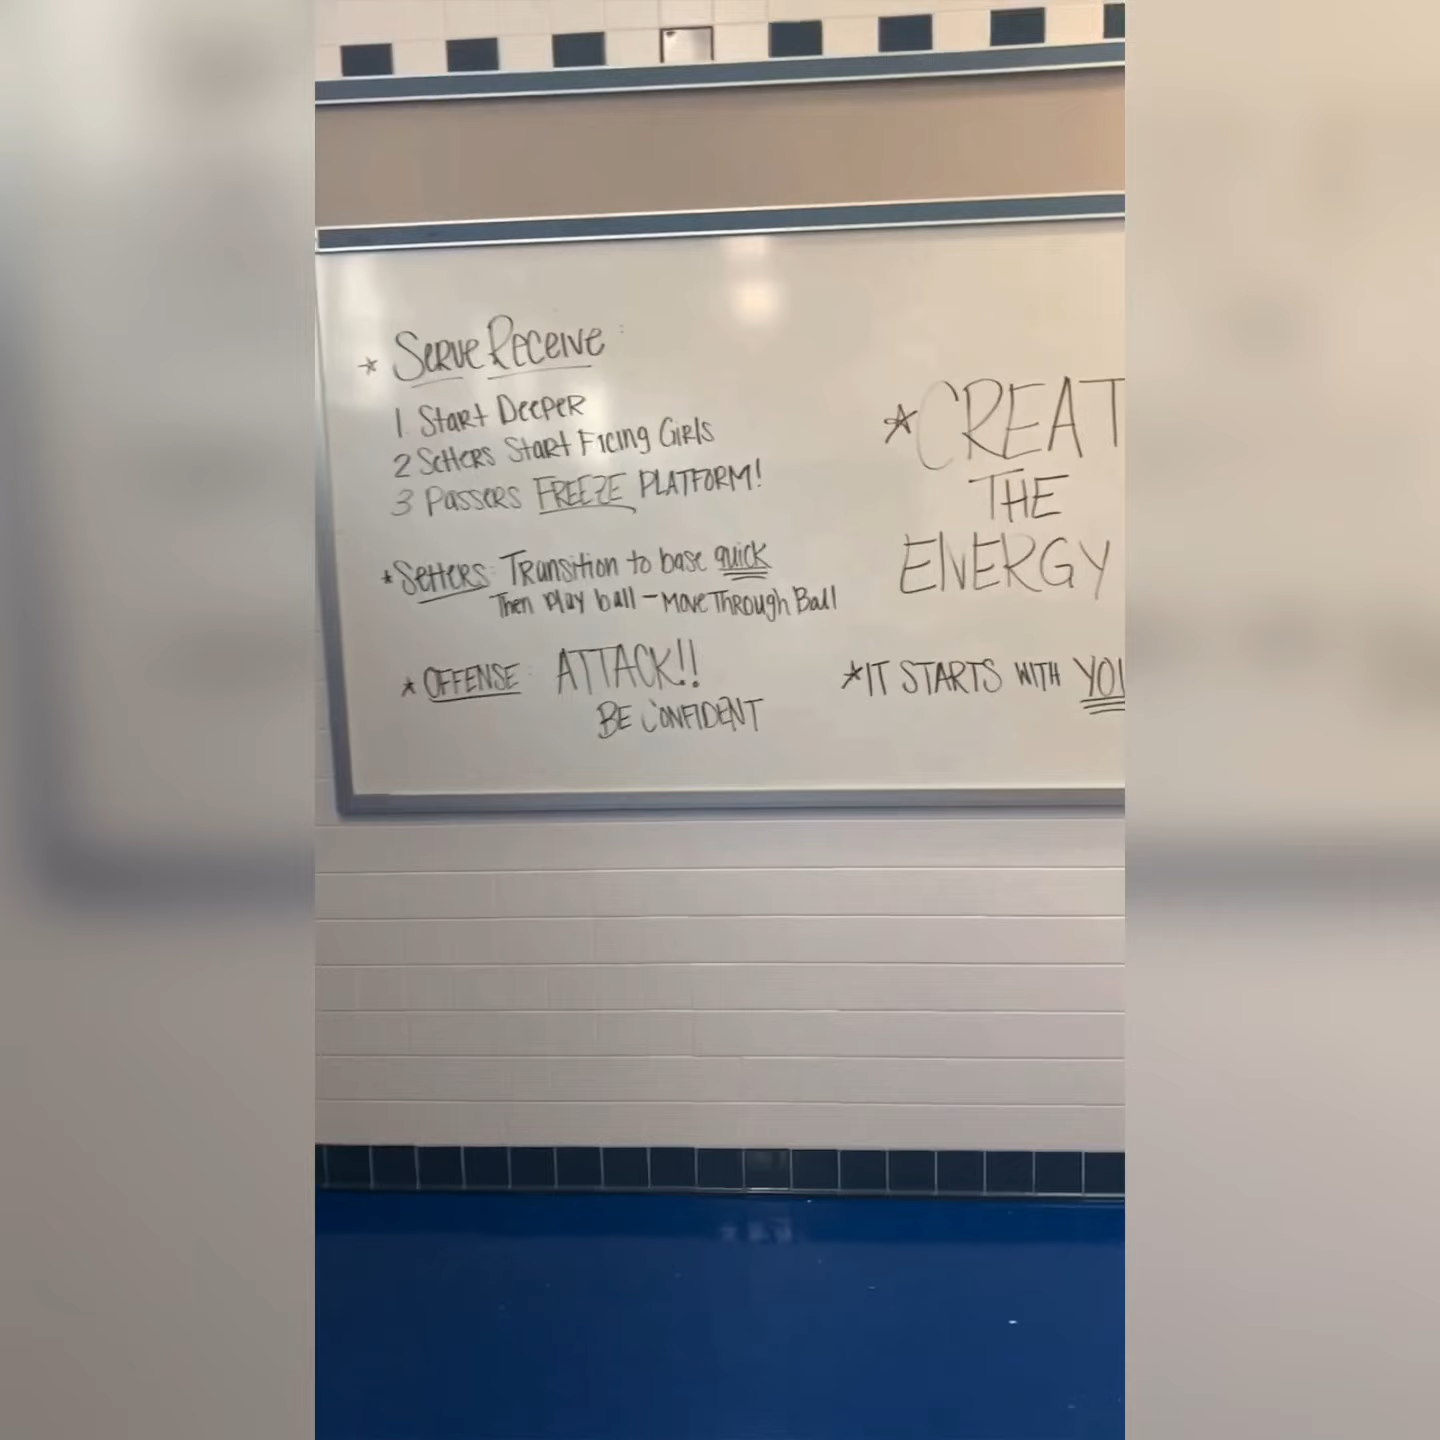 * Serve Receive:
1. Start Deeper
2 Setters Start Facing Girls
3 Passers FREEZE PLATFORM!
* Setters: Transition to base quick
Then play ball - Move Through Ball
* OFFENSE: ATTACK!!
BE CONFIDENT
* CREAT
THE
ENERGY
* IT STARTS WITH YOU